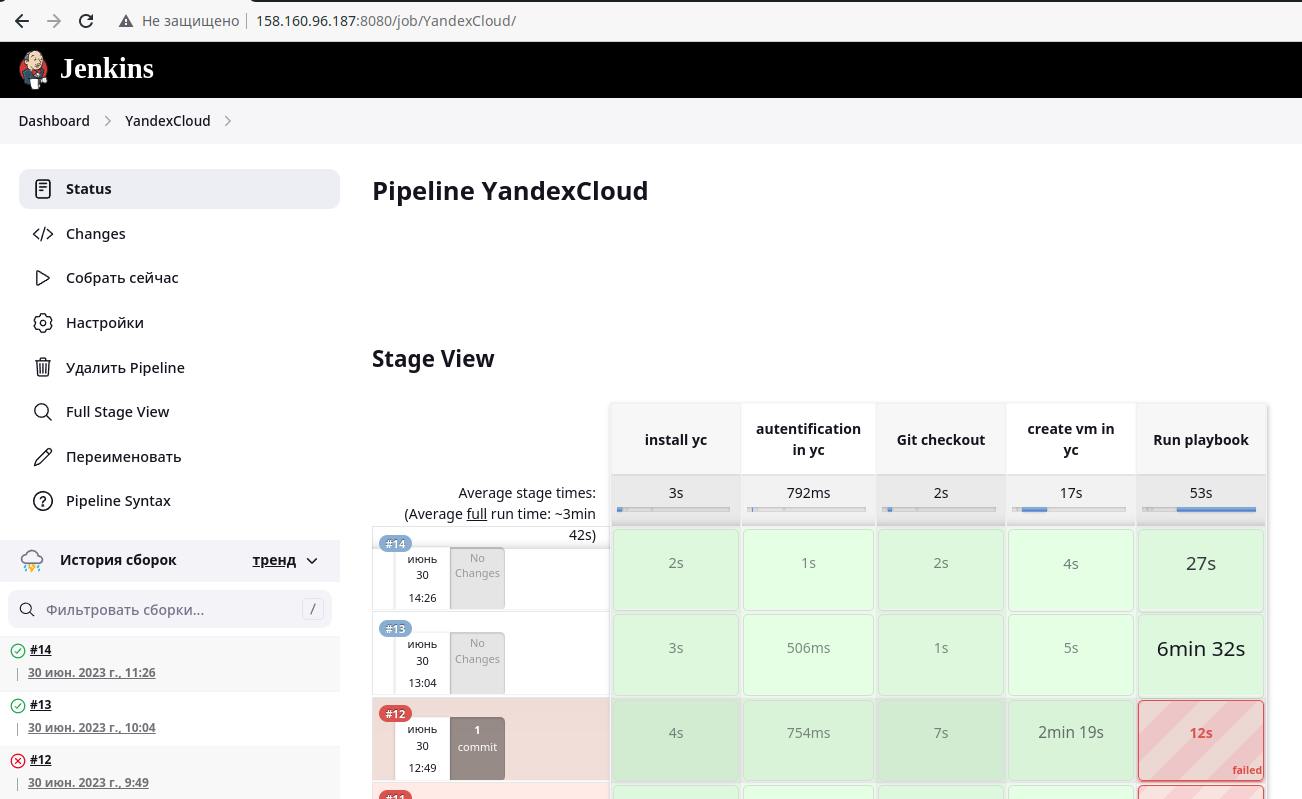 Не защищено
158.160.96.187:8080/job/YandexCloud/
Jenkins
Dashboard
YandexCloud
Status
Changes
Собрать сейчас
Настройки
Удалить Pipeline
Full Stage View
Переименовать
Pipeline Syntax
История сборок
тренд
Фильтровать сборки...
/
#14
30 июн. 2023 г., 11:26
#13
30 июн. 2023 г., 10:04
#12
30 июн. 2023 г., 9:49
Pipeline YandexCloud
Stage View
install yc
autentification
in yc
Git checkout
create vm in
yc
Run playbook
Average stage times:
(Average full run time: ~3min
42s)
3s
792ms
2s
17s
53s
#14
июнь
30
14:26
No
Changes
2s
1s
2s
4s
27s
#13
июнь
30
13:04
No
Changes
3s
506ms
1s
5s
6min 32s
#12
июнь
30
12:49
1
commit
4s
754ms
7s
2min 19s
12s
failed
#11